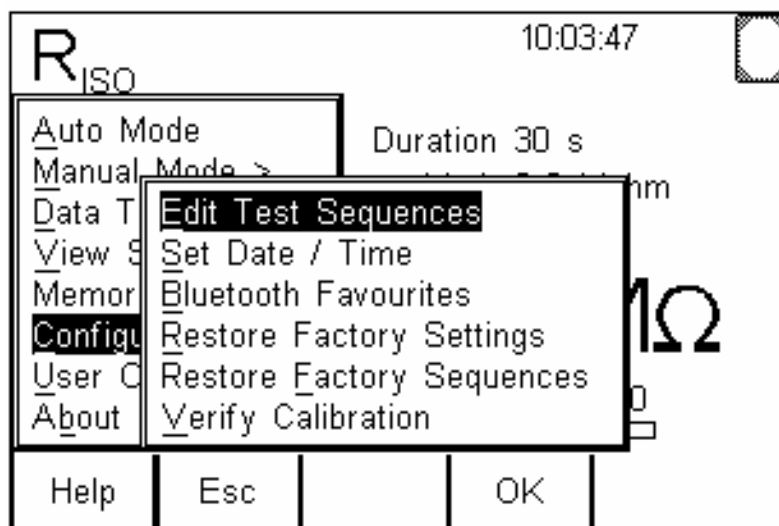 RISO
10:03:47
Auto Mode
Duration 30 s
Manual Mode >
Data T
Edit Test Sequences
View S
Set Date / Time
Memor
Bluetooth Favourites
MΩ
Configu
Restore Factory Settings
User C
Restore Factory Sequences
About
Verify Calibration
Help
Esc
OK